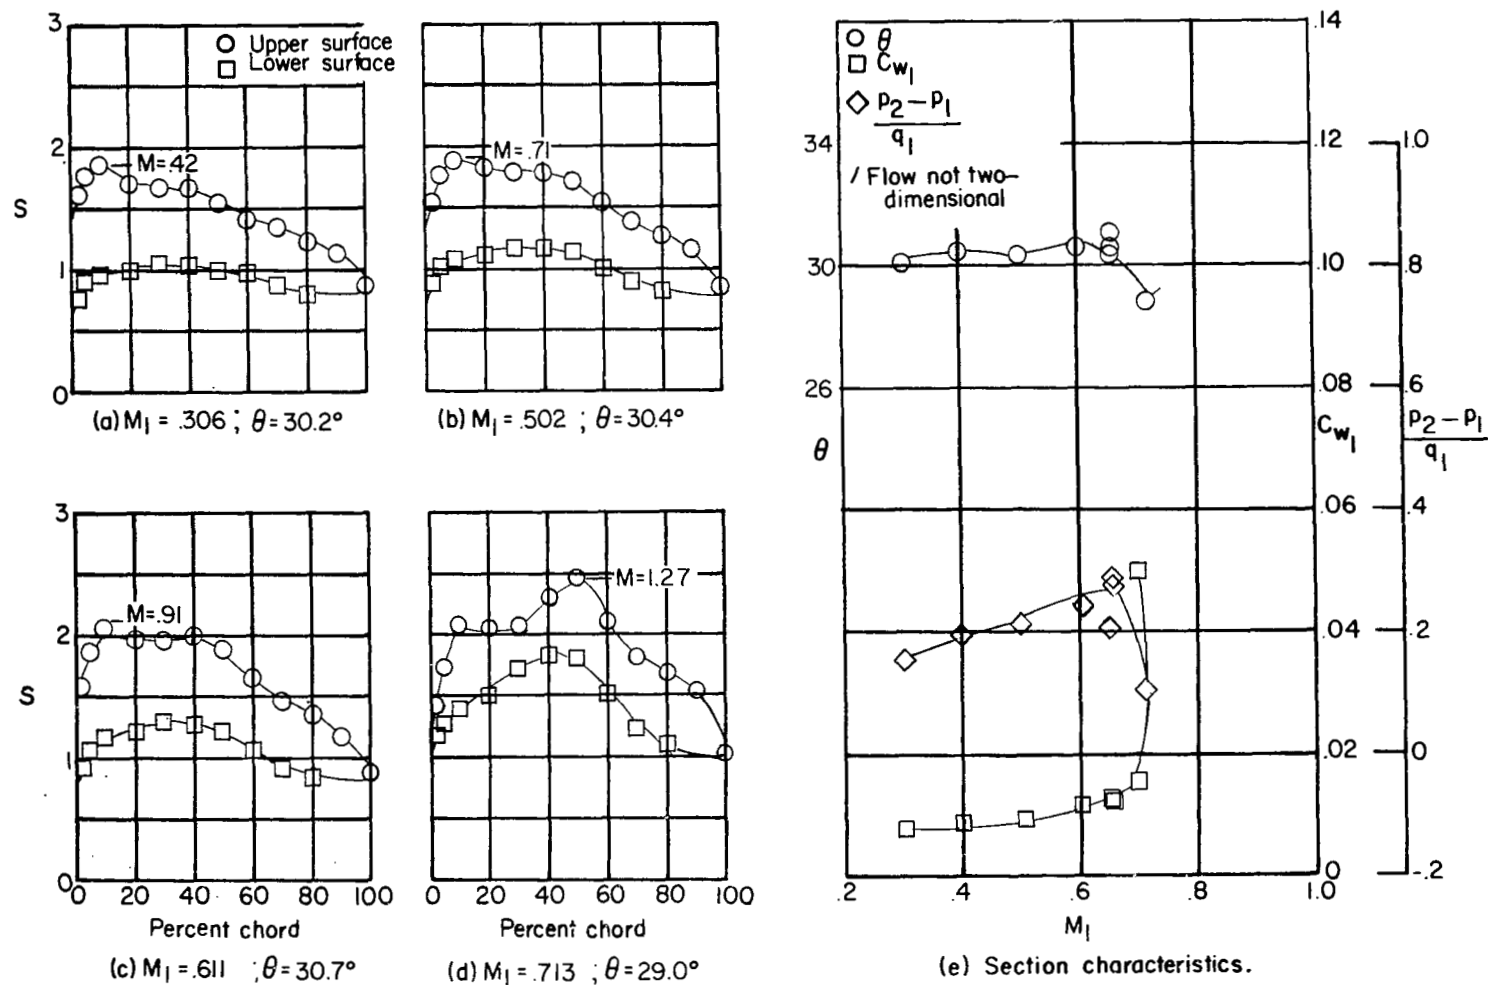 3
2
S
1
0
○ Upper surface
□ Lower surface
M=.42
(a) M₁ = .306 ; θ=30.2°
M=.71
(b) M₁ = .502 ; θ=30.4°
3
2
S
1
0
M=.91
0 20 40 60 80 100
Percent chord
(c) M₁ = .611 ; θ=30.7°
M=1.27
0 20 40 60 80 100
Percent chord
(d) M₁ = .713 ; θ=29.0°
○ θ
□ Cw₁
◇ p₂ – p₁
q₁
/ Flow not two-
dimensional
34
30
26
θ
.14
.12
.10
.08
Cw₁
.06
.04
.02
0
1.0
.8
.6
p₂ – p₁
q₁
.4
.2
0
-.2
.2 .4 .6 .8 1.0
M₁
(e) Section characteristics.